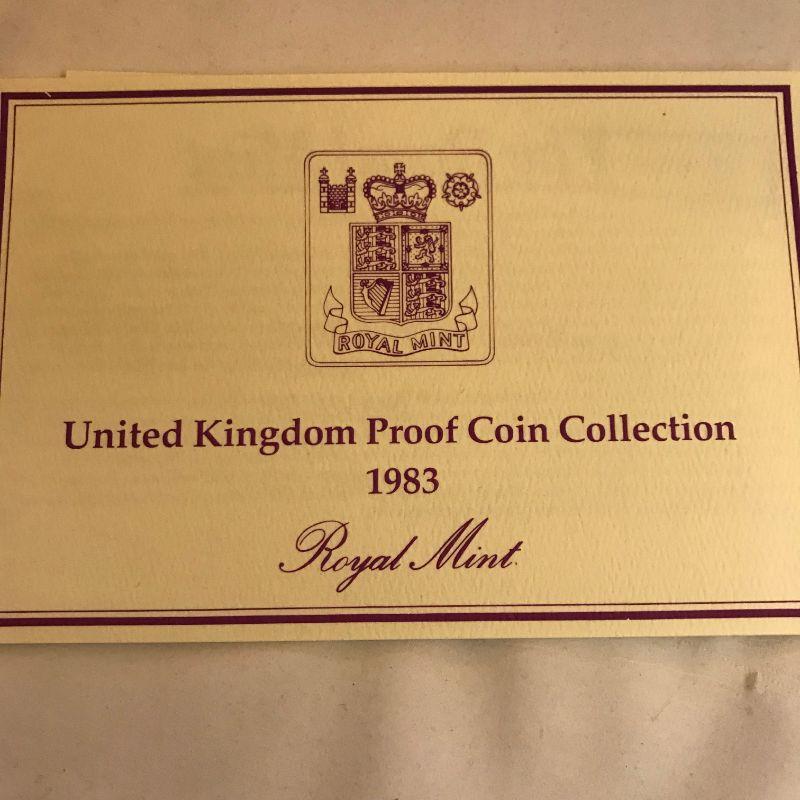 ROYAL MINT
United Kingdom Proof Coin Collection
1983
Royal Mint